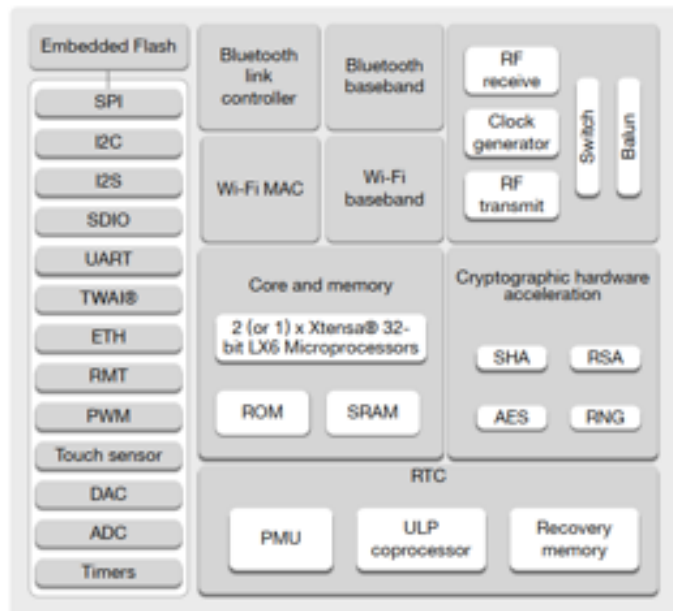 Embedded Flash
SPI
I2C
I2S
SDIO
UART
TWAI®
ETH
RMT
PWM
Touch sensor
DAC
ADC
Timers
Bluetooth
link
controller
Bluetooth
baseband
Wi-Fi MAC
Wi-Fi
baseband
RF
receive
Clock
generator
RF
transmit
Switch
Balun
Core and memory
2 (or 1) x Xtensa® 32-
bit LX6 Microprocessors
ROM
SRAM
Cryptographic hardware
acceleration
SHA
RSA
AES
RNG
RTC
PMU
ULP
coprocessor
Recovery
memory